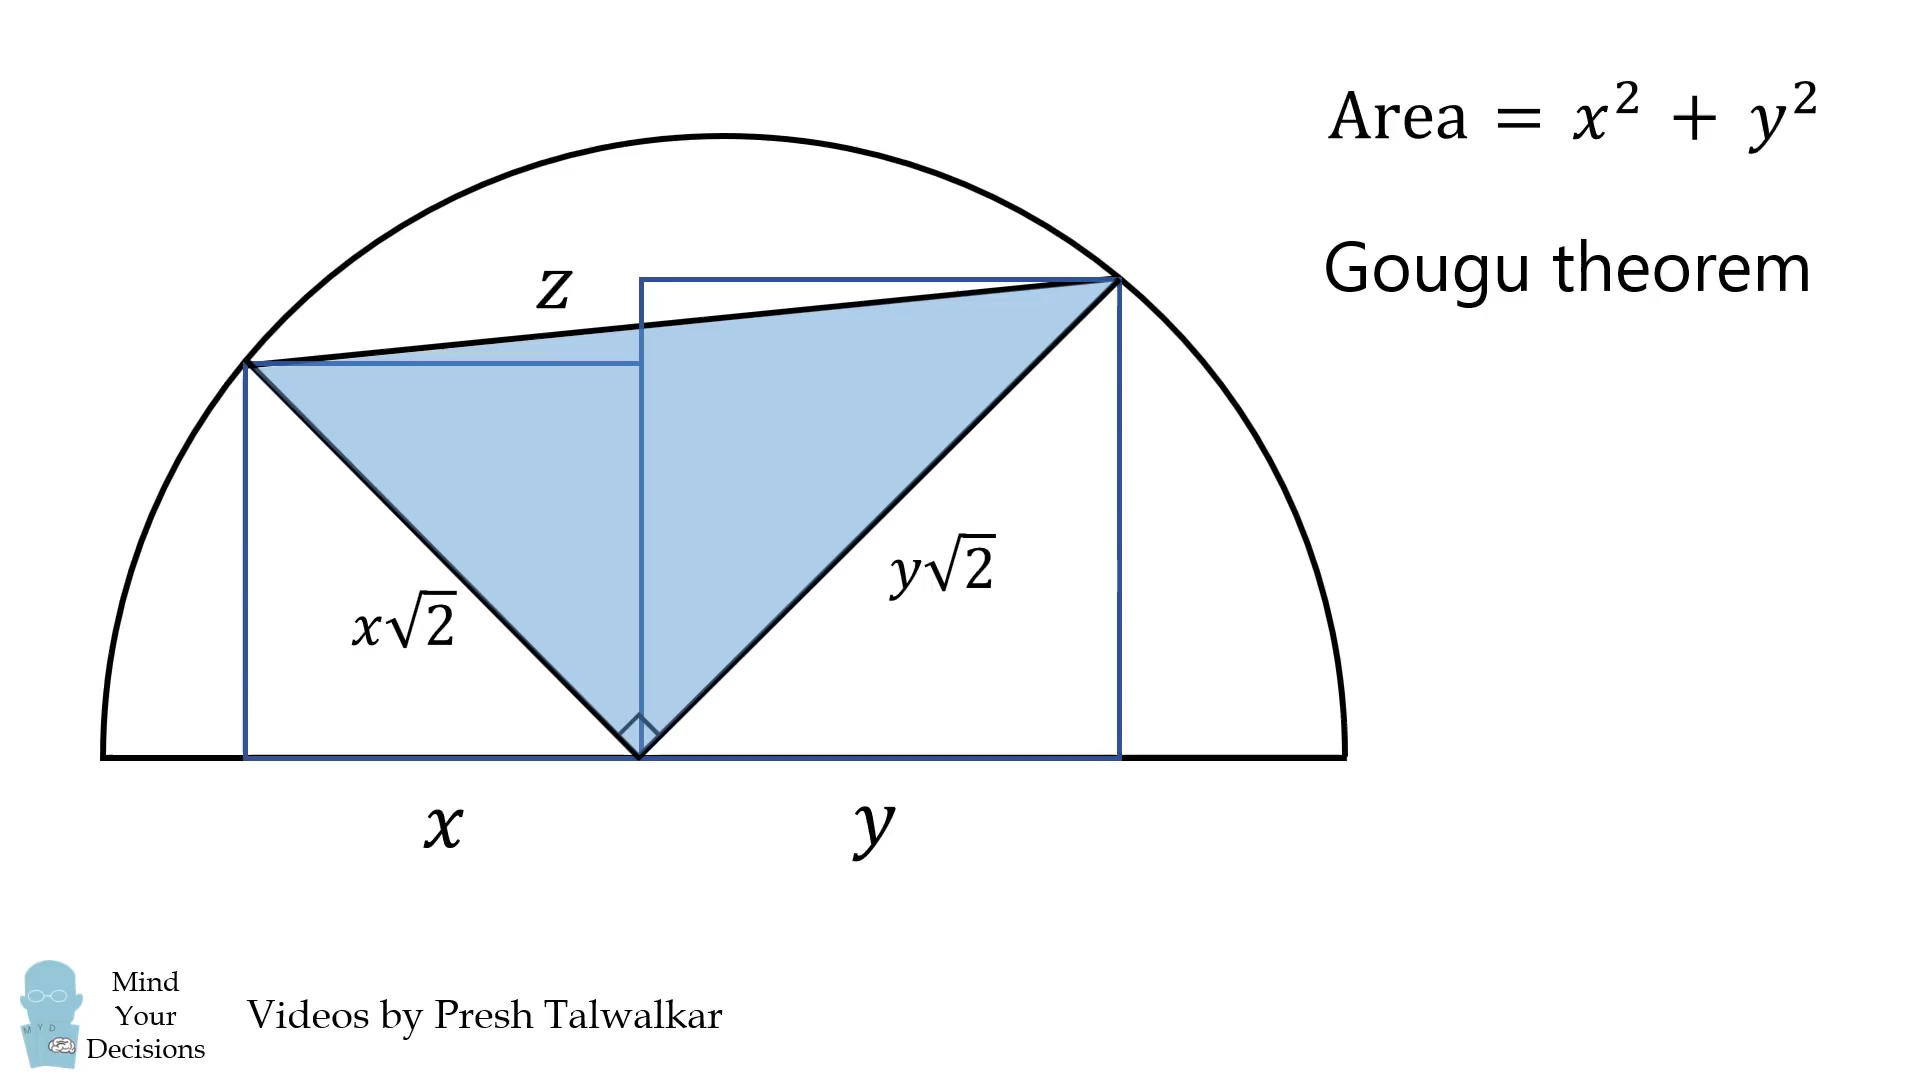 Area = x² + y²
Gougu theorem
z
y√2
x√2
x
y
Mind
Your
Decisions
M Y D
Videos by Presh Talwalkar